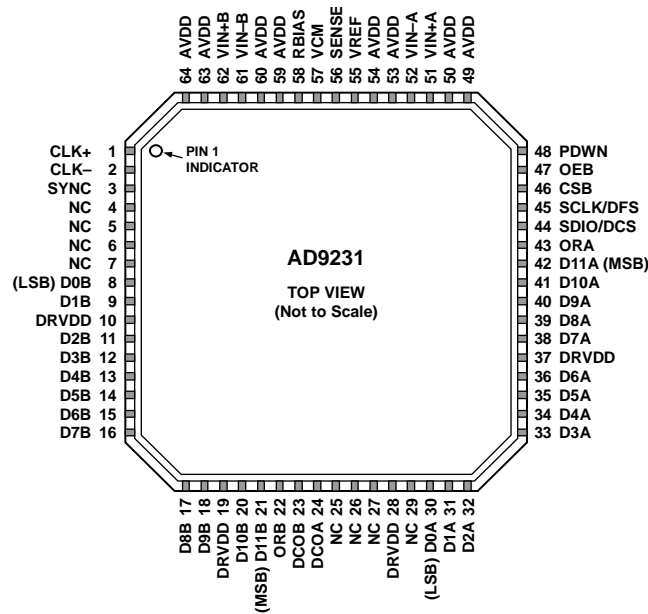 64 AVDD
63 AVDD
62 VIN+B
61 VIN–B
60 AVDD
59 AVDD
58 RBIAS
57 VCM
56 SENSE
55 VREF
54 AVDD
53 AVDD
52 VIN–A
51 VIN+A
50 AVDD
49 AVDD
CLK+ 1
CLK– 2
SYNC 3
NC 4
NC 5
NC 6
NC 7
(LSB) D0B 8
D1B 9
DRVDD 10
D2B 11
D3B 12
D4B 13
D5B 14
D6B 15
D7B 16
PIN 1
INDICATOR
AD9231
TOP VIEW
(Not to Scale)
48 PDWN
47 OEB
46 CSB
45 SCLK/DFS
44 SDIO/DCS
43 ORA
42 D11A (MSB)
41 D10A
40 D9A
39 D8A
38 D7A
37 DRVDD
36 D6A
35 D5A
34 D4A
33 D3A
D8B 17
D9B 18
DRVDD 19
D10B 20
(MSB) D11B 21
ORB 22
DCOB 23
DCOA 24
NC 25
NC 26
NC 27
DRVDD 28
NC 29
(LSB) D0A 30
D1A 31
D2A 32